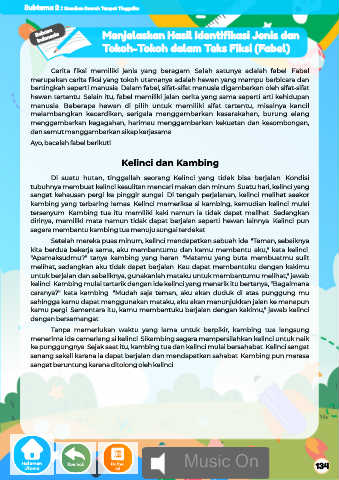 Subtema 2 : Keunikan Daerah Tempat Tinggalku
Bahasa
Indonesia
Menjelaskan Hasil Identifikasi Jenis dan
Tokoh-Tokoh dalam Teks Fiksi (Fabel)
Cerita fiksi memiliki jenis yang beragam. Salah satunya adalah fabel. Fabel
merupakan cerita fiksi yang tokoh utamanya adalah hewan yang mampu berbicara dan
bertingkah seperti manusia. Dalam fabel, sifat-sifat manusia digambarkan oleh sifat-sifat
hewan tertentu. Selain itu, fabel memiliki jalan cerita yang sama seperti arti kehidupan
manusia. Beberapa hewan di pilih untuk memiliki sifat tertentu, misalnya kancil
melambangkan kecerdikan, serigala menggambarkan keserakahan, burung elang
menggambarkan kegagahan, harimau menggambarkan kekuatan dan kesombongan,
dan semut menggambarkan sikap kerjasama
Ayo, bacalah fabel berikut!
Kelinci dan Kambing
Di suatu hutan, tinggallah seorang Kelinci yang tidak bisa berjalan. Kondisi
tubuhnya membuat kelinci kesulitan mencari makan dan minum. Suatu hari, kelinci yang
sangat kehausan pergi ke pinggir sungai. Di tengah perjalanan, kelinci melihat seekor
kambing yang terbaring lemas. Kelinci memeriksa si kambing, kemudian kelinci mulai
tersenyum. Kambing tua itu memiliki kaki namun ia tidak dapat melihat. Sedangkan
dirinya, memiliki mata namun tidak dapat berjalan seperti hewan lainnya. Kelinci pun
segera membantu kambing tua menuju sungai terdekat
Setelah mereka puas minum, kelinci mendapatkan sebuah ide. "Teman, sebaiknya
kita berdua bekerja sama, aku membantumu dan kamu membantu aku," kata kelinci
"Apa maksudmu?" tanya kambing yang heran. "Matamu yang buta membuatmu sulit
melihat, sedangkan aku tidak dapat berjalan. Kau dapat membantuku dengan kakimu
untuk berjalan dan sebaliknya, gunakanlah mataku untuk membantumu melihat," jawab
kelinci. Kambing mulai tertarik dengan ide kelinci yang menarik itu bertanya, "Bagaimana
caranya?" kata kambing. "Mudah saja teman, aku akan duduk di atas punggung mu
sehingga kamu dapat menggunakan mataku, aku akan menunjukkan jalan ke manapun
kamu pergi. Sementara itu, kamu membantuku berjalan dengan kakimu," jawab kelinci
dengan bersemangat
Tanpa memerlukan waktu yang lama untuk berpikir, kambing tua langsung
menerima ide cemerlang si kelinci. Si kambing segera mempersilahkan kelinci untuk naik
ke punggungnya. Sejak saat itu, kambing tua dan kelinci mulai bersahabat. Kelinci sangat
senang sekali karena ia dapat berjalan dan mendapatkan sahabat. Kambing pun merasa
sangat beruntung karena ditolong oleh kelinci
Halaman
Utama
Kembali
Daftar
isi
Music On
134